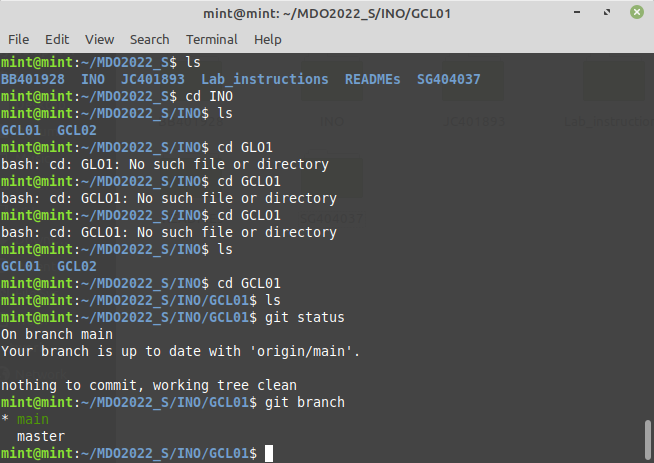 mint@mint: ~/MDO2022_S/INO/GCL01
File Edit View Search Terminal Help
mint@mint:~/MDO2022_S$ ls
BB401928 INO JC401893 Lab_instructions READMEs SG404037
mint@mint:~/MDO2022_S$ cd INO
mint@mint:~/MDO2022_S/INO$ ls
GCL01 GCL02
mint@mint:~/MDO2022_S/INO$ cd GLO1
bash: cd: GLO1: No such file or directory
mint@mint:~/MDO2022_S/INO$ cd GCLO1
bash: cd: GCLO1: No such file or directory
mint@mint:~/MDO2022_S/INO$ cd GCLO1
bash: cd: GCLO1: No such file or directory
mint@mint:~/MDO2022_S/INO$ ls
GCL01 GCL02
mint@mint:~/MDO2022_S/INO$ cd GCL01
mint@mint:~/MDO2022_S/INO/GCL01$ ls
mint@mint:~/MDO2022_S/INO/GCL01$ git status
On branch main
Your branch is up to date with 'origin/main'.
nothing to commit, working tree clean
mint@mint:~/MDO2022_S/INO/GCL01$ git branch
* main
master
mint@mint:~/MDO2022_S/INO/GCL01$